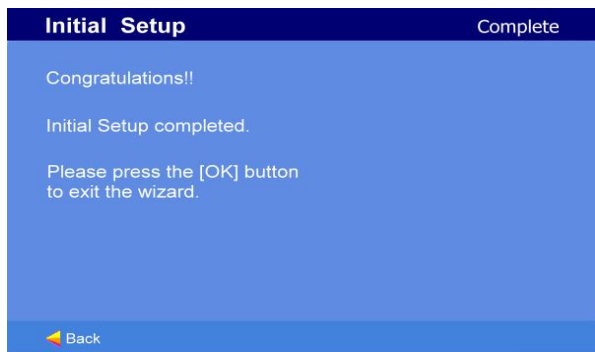 Initial Setup Complete
Congratulations!!
Initial Setup completed.
Please press the [OK] button
to exit the wizard.
Back